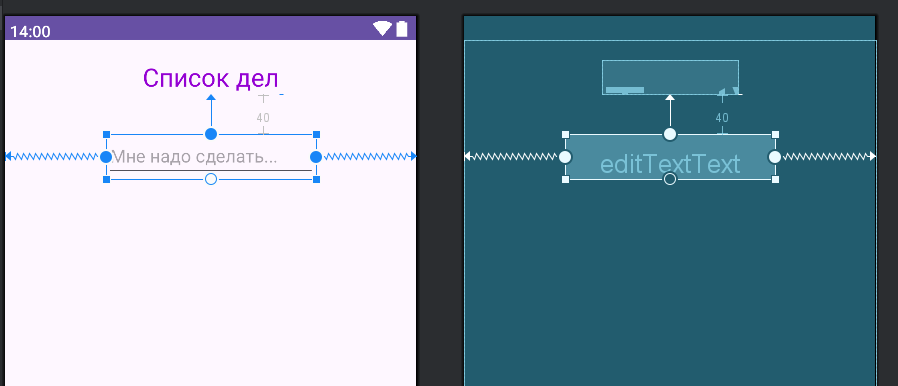 14:00
Список дел
40
Мне надо сделать...
40
editTextText